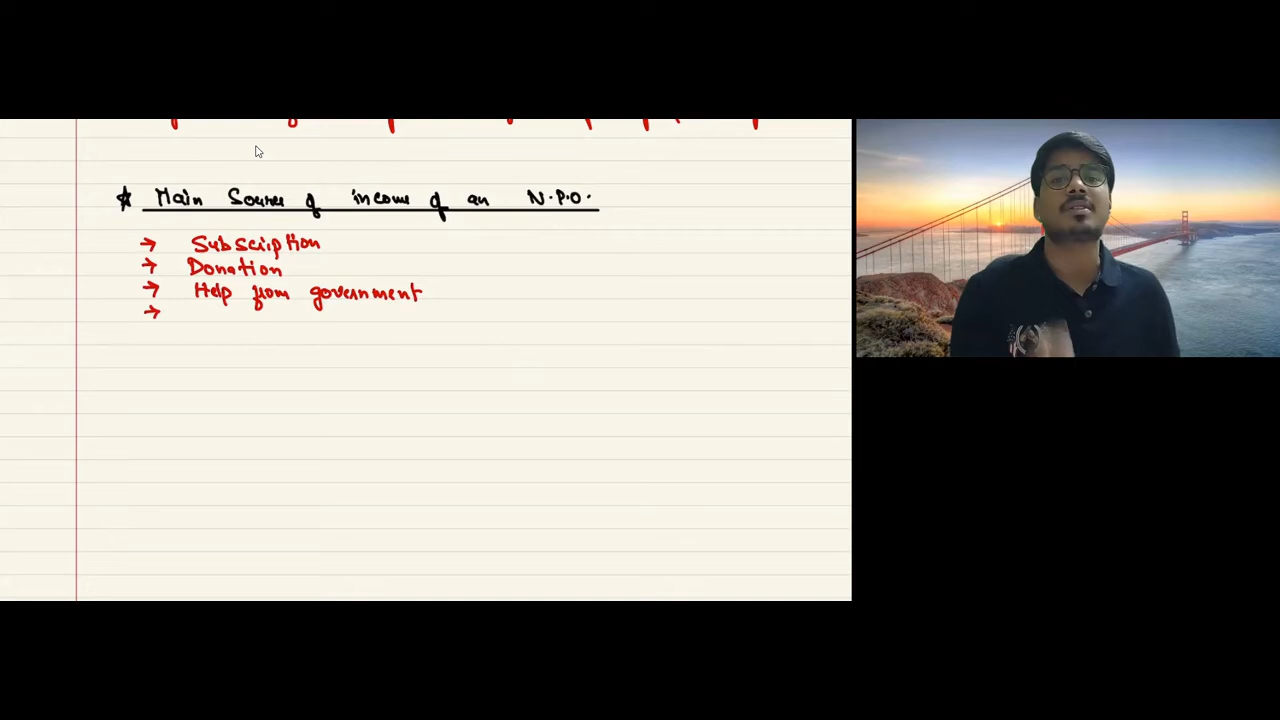 ★ Main Source of income of an N.P.O.
→ Subscription
→ Donation
→ Help from government
→